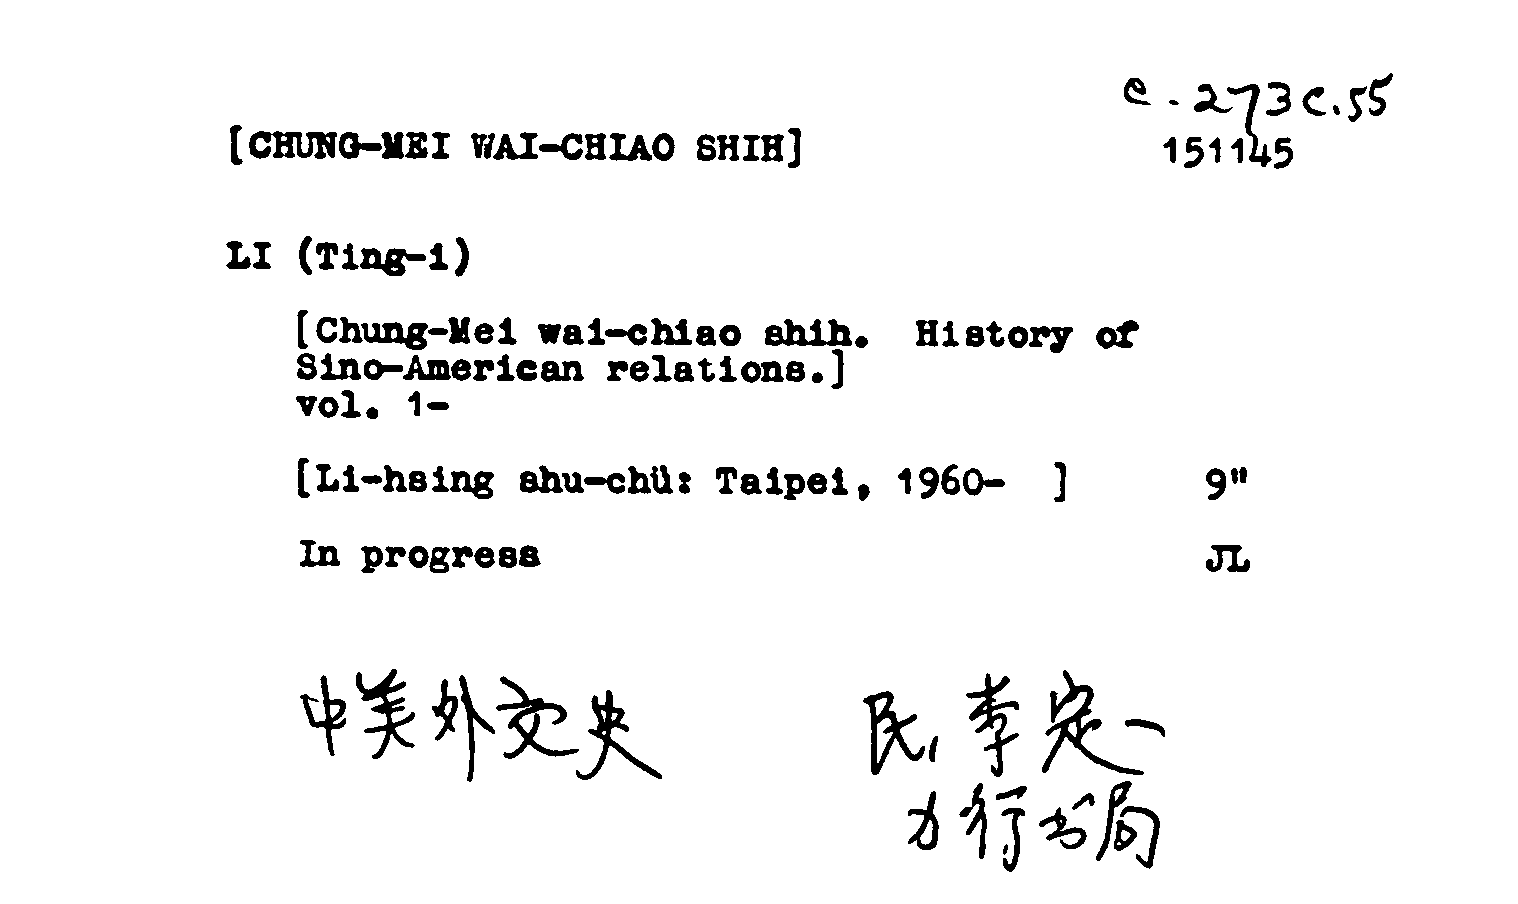 c.273c.55
[CHUNG-MEI WAI-CHIAO SHIH] 151145
LI (Ting-i)
[Chung-Mei wai-chiao shih. History of
Sino-American relations.]
vol. 1-
[Li-hsing shu-chü: Taipei, 1960- ] 9"
In progress JL
中美外交史 民,李定一
力行书局